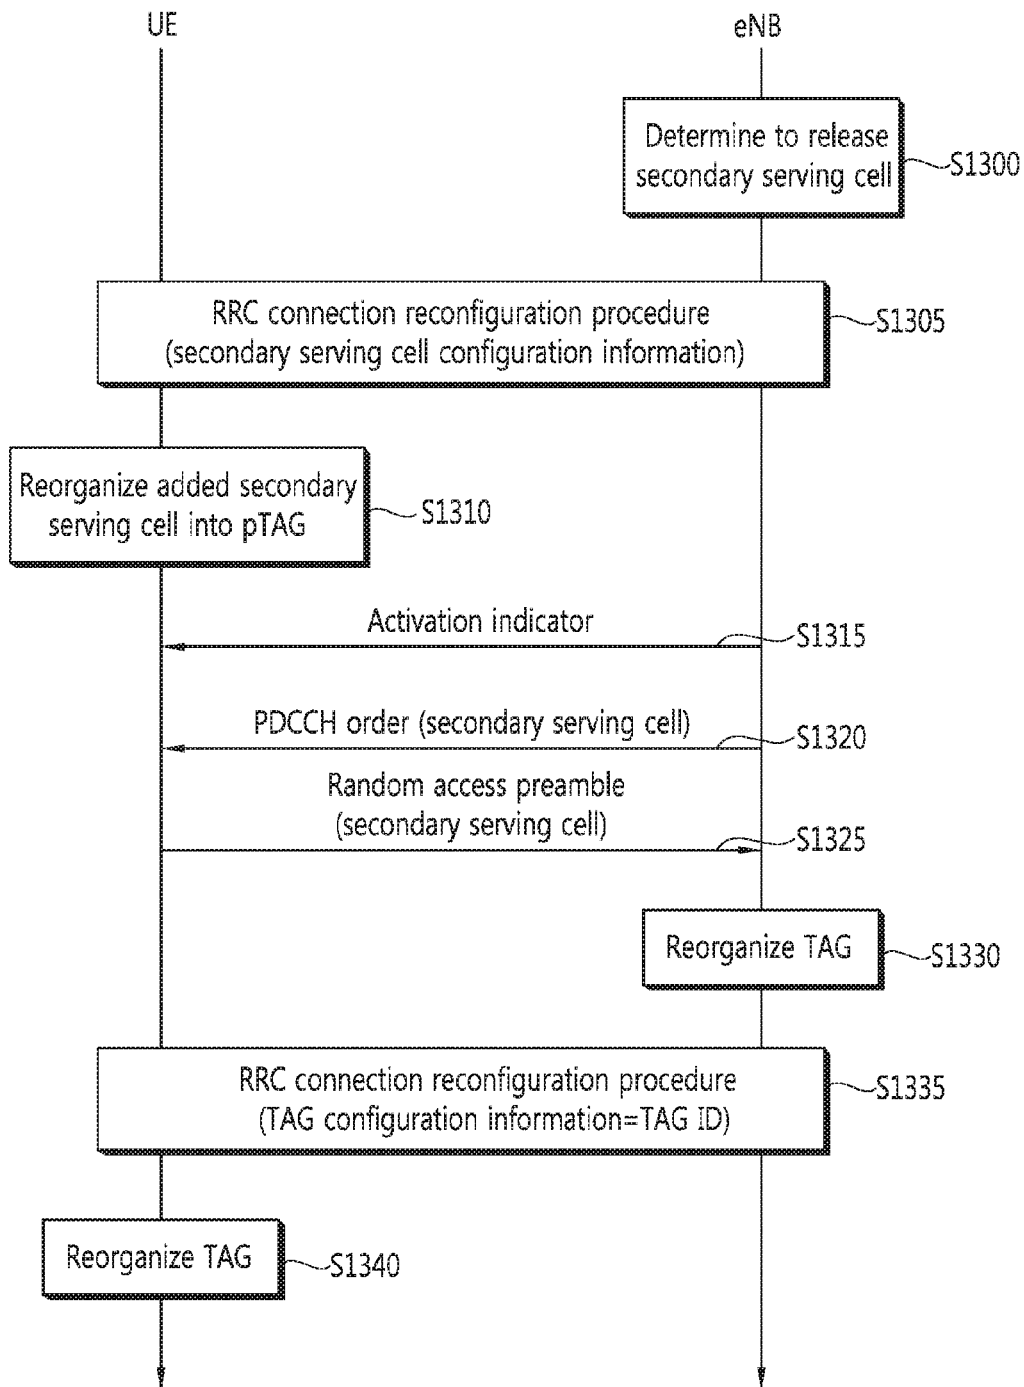 UE
eNB
Determine to release
secondary serving cell
S1300
RRC connection reconfiguration procedure
(secondary serving cell configuration information)
S1305
Reorganize added secondary
serving cell into pTAG
S1310
Activation indicator
S1315
PDCCH order (secondary serving cell)
S1320
Random access preamble
(secondary serving cell)
S1325
Reorganize TAG
S1330
RRC connection reconfiguration procedure
(TAG configuration information=TAG ID)
S1335
Reorganize TAG
S1340